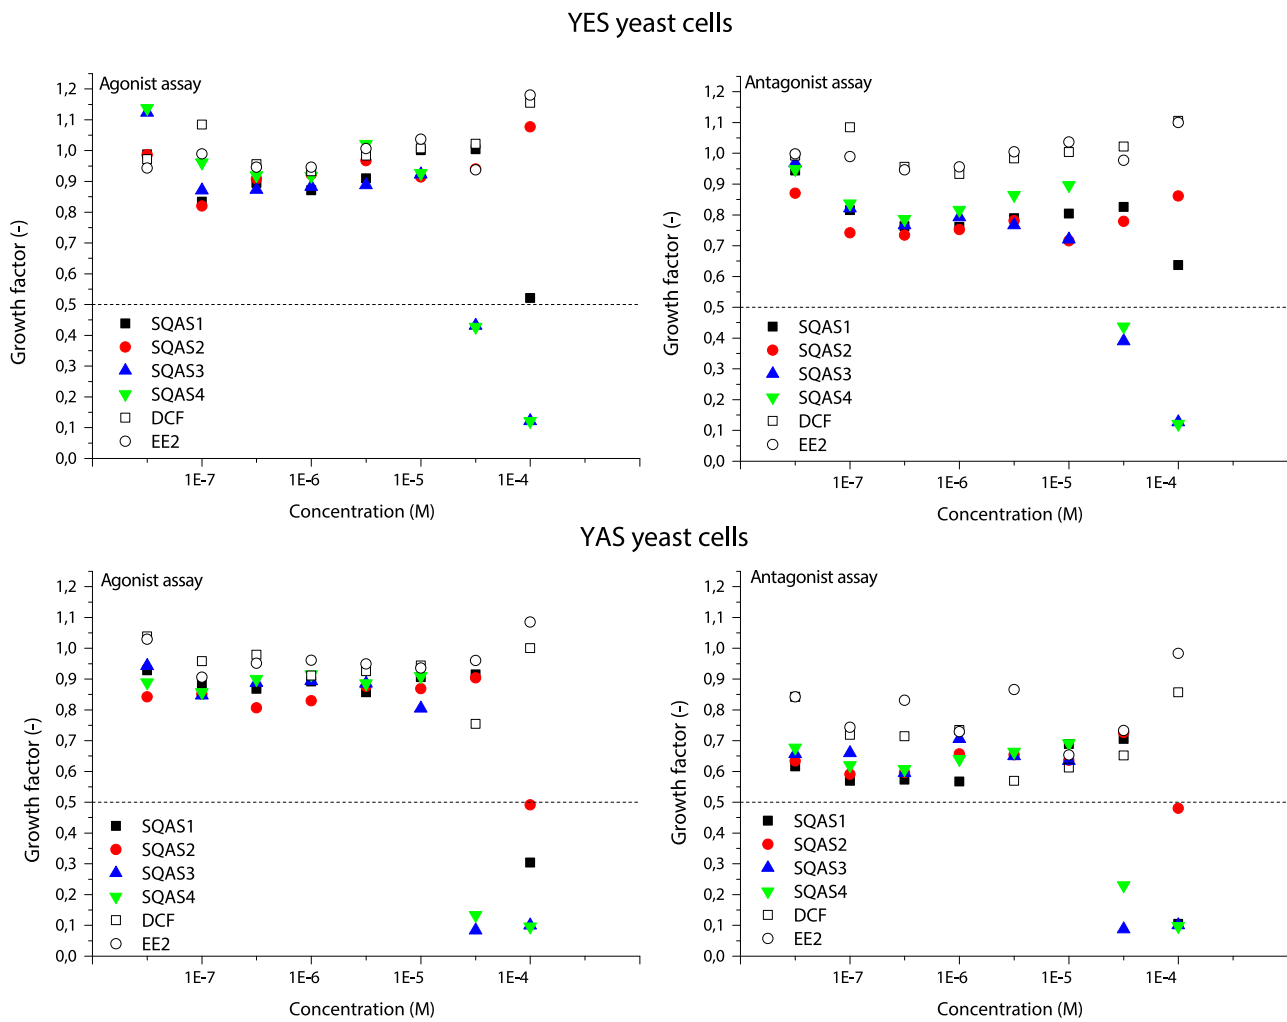 YES yeast cells
Agonist assay
1,2
1,1
1,0
0,9
0,8
0,7
0,6
0,5
0,4
0,3
0,2
0,1
0,0
Growth factor (-)
SQAS1
SQAS2
SQAS3
SQAS4
DCF
EE2
1E-7
1E-6
1E-5
1E-4
Concentration (M)
Antagonist assay
1,2
1,1
1,0
0,9
0,8
0,7
0,6
0,5
0,4
0,3
0,2
0,1
0,0
Growth factor (-)
SQAS1
SQAS2
SQAS3
SQAS4
DCF
EE2
1E-7
1E-6
1E-5
1E-4
Concentration (M)
YAS yeast cells
Agonist assay
1,2
1,1
1,0
0,9
0,8
0,7
0,6
0,5
0,4
0,3
0,2
0,1
0,0
Growth factor (-)
SQAS1
SQAS2
SQAS3
SQAS4
DCF
EE2
1E-7
1E-6
1E-5
1E-4
Concentration (M)
Antagonist assay
1,2
1,1
1,0
0,9
0,8
0,7
0,6
0,5
0,4
0,3
0,2
0,1
0,0
Growth factor (-)
SQAS1
SQAS2
SQAS3
SQAS4
DCF
EE2
1E-7
1E-6
1E-5
1E-4
Concentration (M)